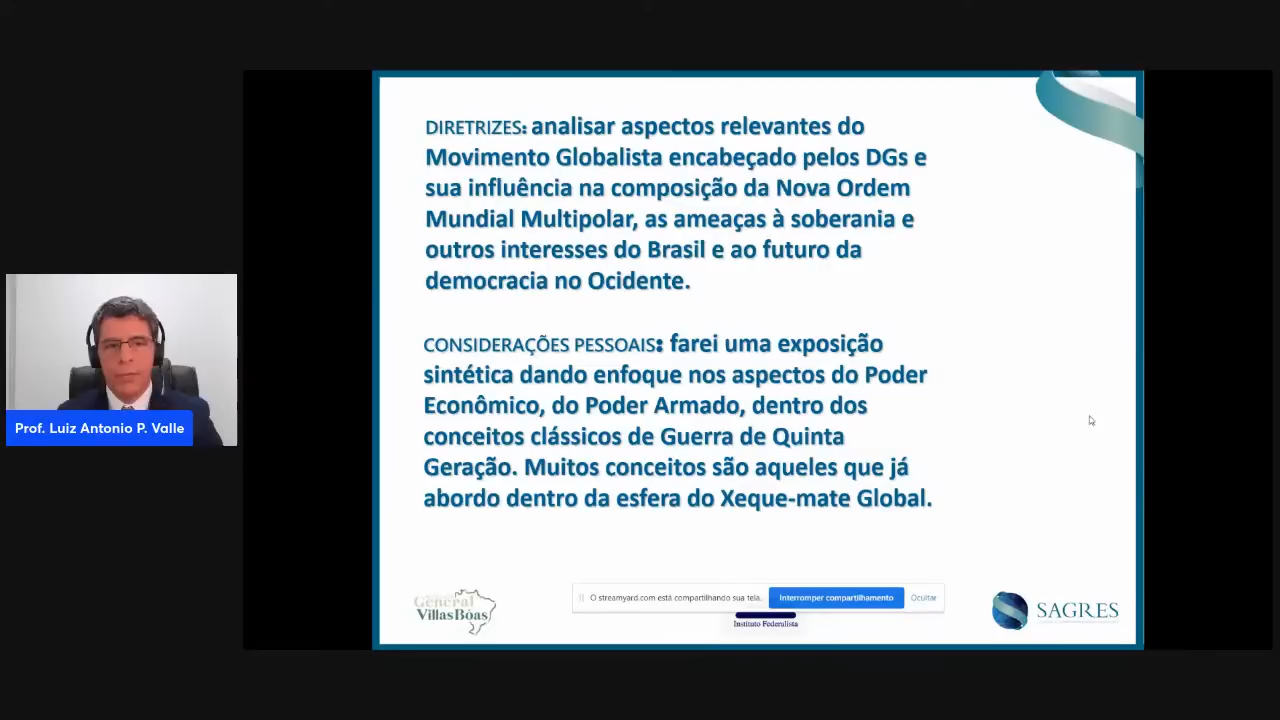 DIRETRIZES: analisar aspectos relevantes do
Movimento Globalista encabeçado pelos DGs e
sua influência na composição da Nova Ordem
Mundial Multipolar, as ameaças à soberania e
outros interesses do Brasil e ao futuro da
democracia no Ocidente.
CONSIDERAÇÕES PESSOAIS: farei uma exposição
sintética dando enfoque nos aspectos do Poder
Econômico, do Poder Armado, dentro dos
conceitos clássicos de Guerra de Quinta
Geração. Muitos conceitos são aqueles que já
abordo dentro da esfera do Xeque-mate Global.
Prof. Luiz Antonio P. Valle
General
Villas Bôas
O streamyard.com está compartilhando sua tela.
Interromper compartilhamento
Ocultar
Instituto Federalista
SAGRES